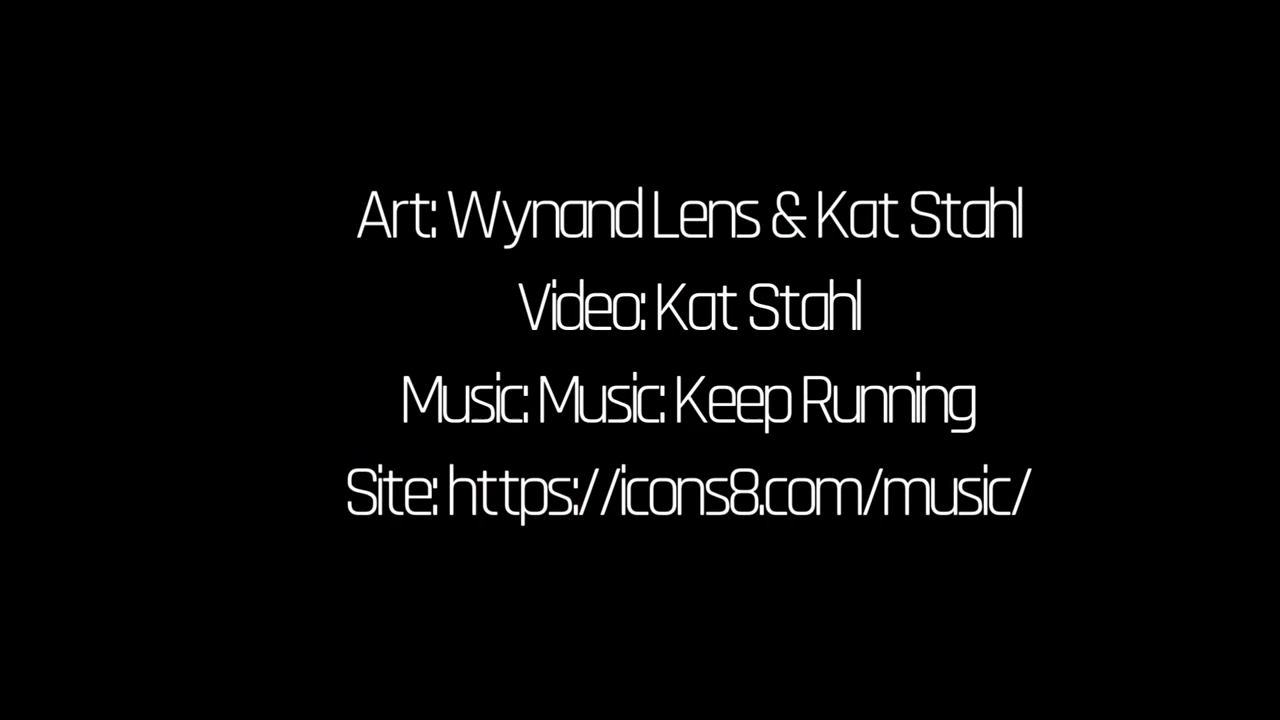 Art: Wynand Lens & Kat Stahl
Video: Kat Stahl
Music: Music: Keep Running
Site: https://icons8.com/music/